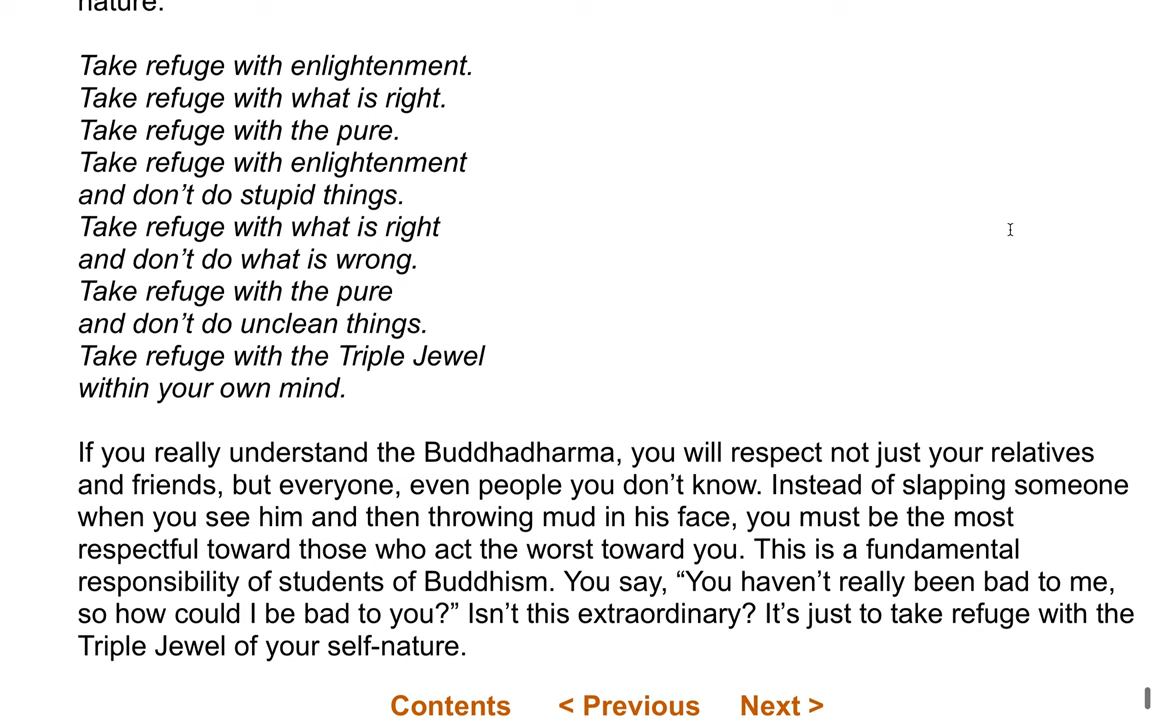 nature.
Take refuge with enlightenment.
Take refuge with what is right.
Take refuge with the pure.
Take refuge with enlightenment
and don’t do stupid things.
Take refuge with what is right
and don’t do what is wrong.
Take refuge with the pure
and don’t do unclean things.
Take refuge with the Triple Jewel
within your own mind.
If you really understand the Buddhadharma, you will respect not just your relatives
and friends, but everyone, even people you don’t know. Instead of slapping someone
when you see him and then throwing mud in his face, you must be the most
respectful toward those who act the worst toward you. This is a fundamental
responsibility of students of Buddhism. You say, “You haven’t really been bad to me,
so how could I be bad to you?” Isn’t this extraordinary? It’s just to take refuge with the
Triple Jewel of your self-nature.
Contents < Previous Next >